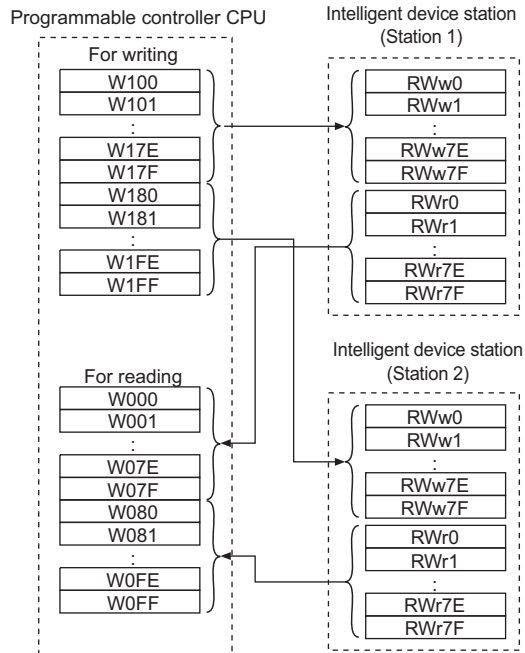 Programmable controller CPU
For writing
W100
W101
:
W17E
W17F
W180
W181
:
W1FE
W1FF
For reading
W000
W001
:
W07E
W07F
W080
W081
:
W0FE
W0FF
Intelligent device station
(Station 1)
RWw0
RWw1
:
RWw7E
RWw7F
RWr0
RWr1
:
RWr7E
RWr7F
Intelligent device station
(Station 2)
RWw0
RWw1
:
RWw7E
RWw7F
RWr0
RWr1
:
RWr7E
RWr7F